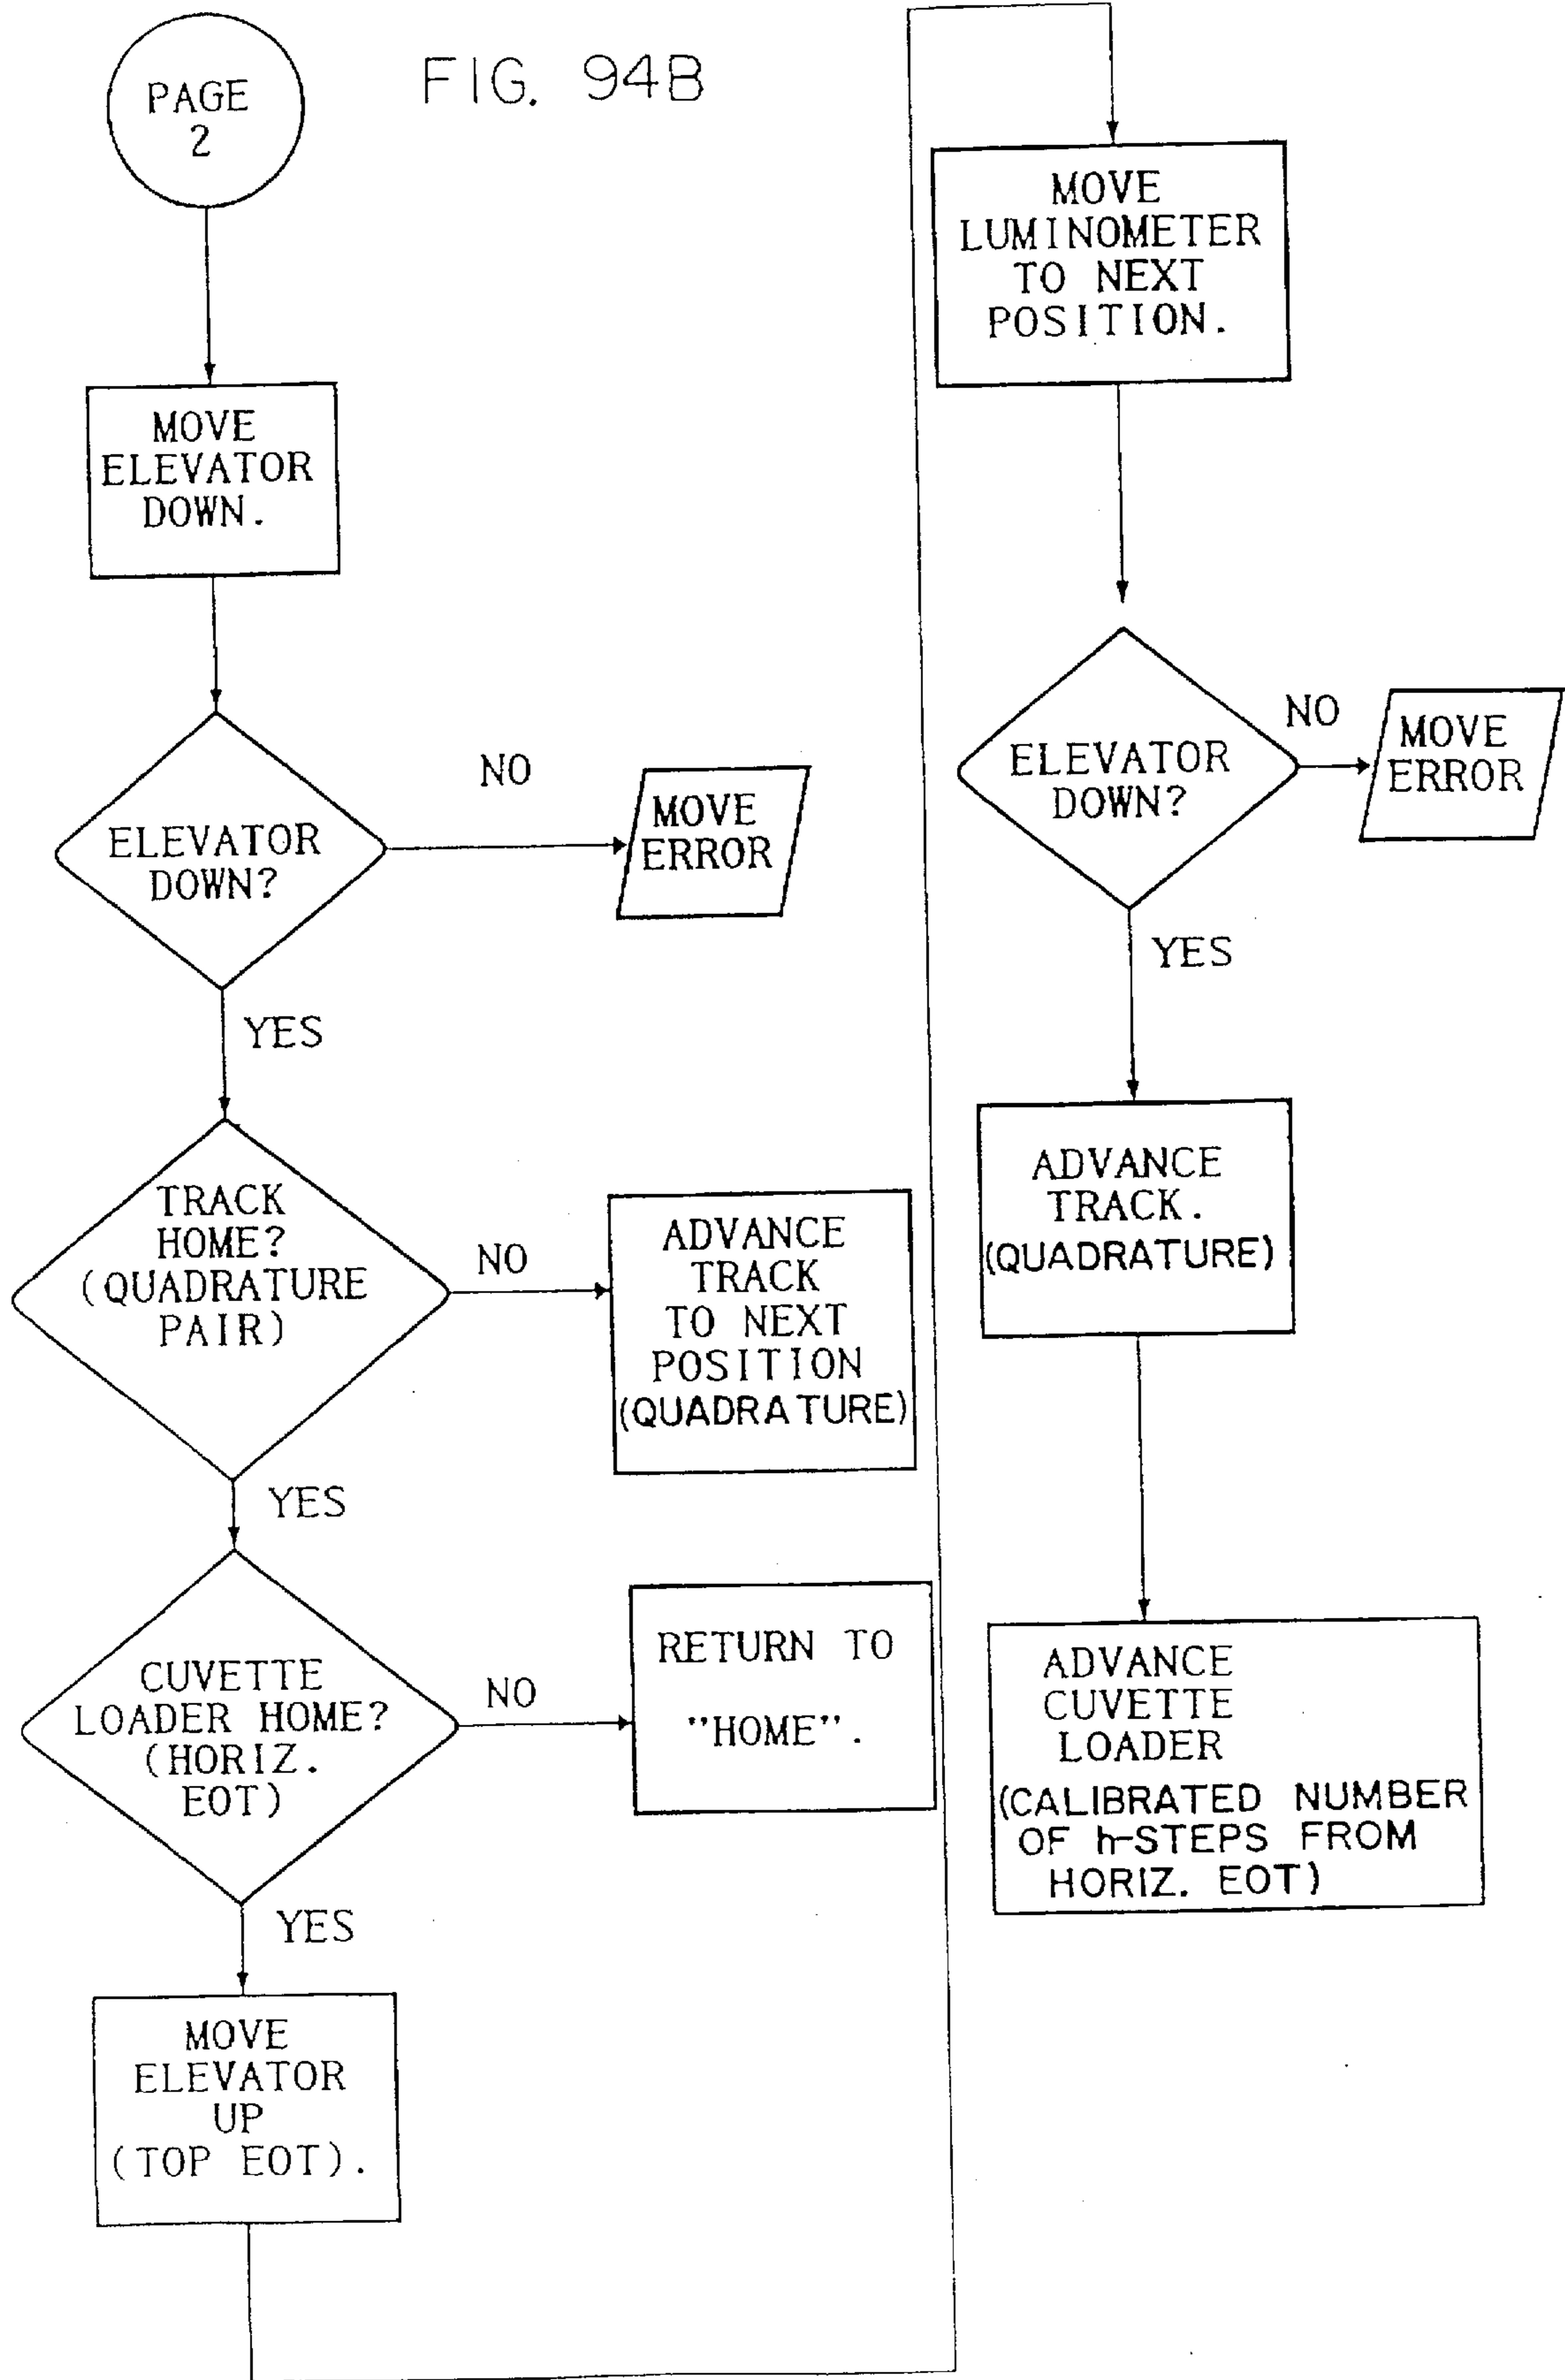 FIG. 94B
PAGE
2
MOVE
ELEVATOR
DOWN.
ELEVATOR
DOWN?
NO
MOVE
ERROR
YES
TRACK
HOME?
(QUADRATURE
PAIR)
NO
ADVANCE
TRACK
TO NEXT
POSITION
(QUADRATURE)
YES
CUVETTE
LOADER HOME?
(HORIZ.
EOT)
NO
RETURN TO
"HOME".
YES
MOVE
ELEVATOR
UP
(TOP EOT).
MOVE
LUMINOMETER
TO NEXT
POSITION.
ELEVATOR
DOWN?
NO
MOVE
ERROR
YES
ADVANCE
TRACK.
(QUADRATURE)
ADVANCE
CUVETTE
LOADER
(CALIBRATED NUMBER
OF h-STEPS FROM
HORIZ. EOT)